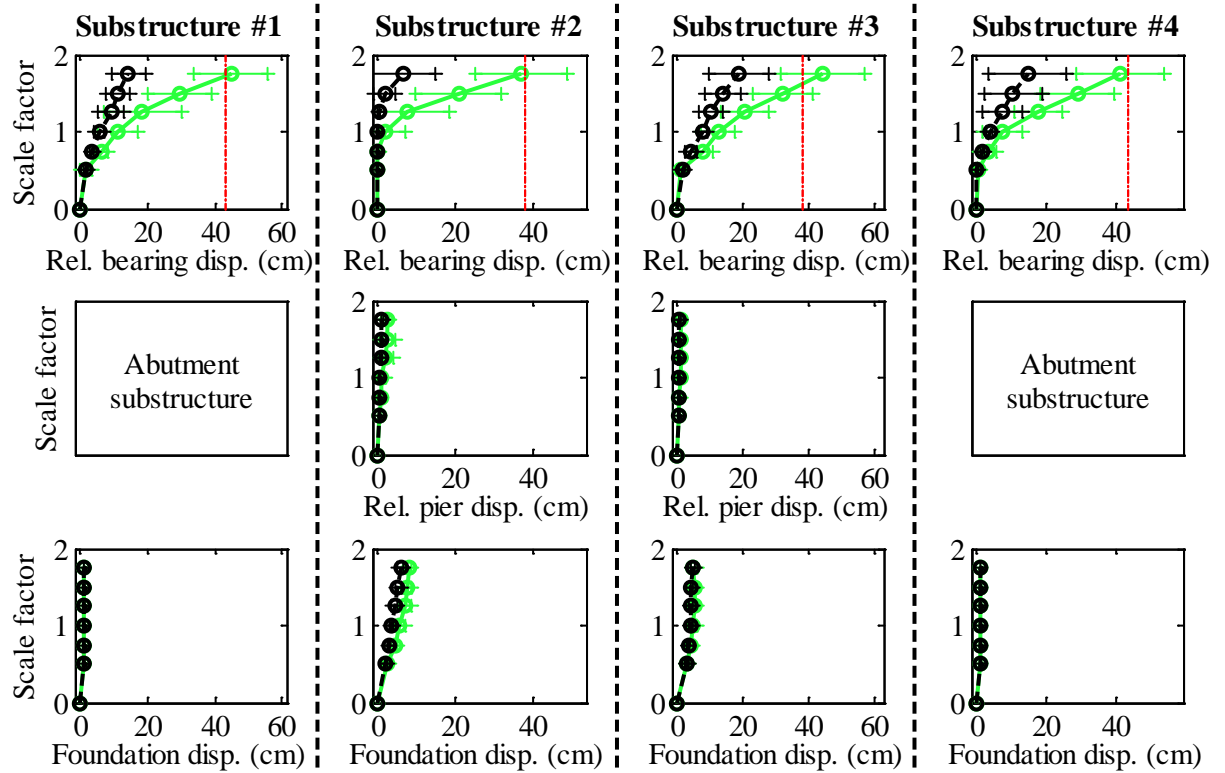 Substructure #1
Substructure #2
Substructure #3
Substructure #4
Scale factor
2
1
0
0 20 40 60
Rel. bearing disp. (cm)
2
1
0
0 20 40
Rel. bearing disp. (cm)
2
1
0
0 20 40 60
Rel. bearing disp. (cm)
2
1
0
0 20 40
Rel. bearing disp. (cm)
Scale factor
Abutment
substructure
Scale factor
2
1
0
0 20 40
Rel. pier disp. (cm)
2
1
0
0 20 40 60
Rel. pier disp. (cm)
Abutment
substructure
Scale factor
2
1
0
0 20 40 60
Foundation disp. (cm)
2
1
0
0 20 40
Foundation disp. (cm)
2
1
0
0 20 40 60
Foundation disp. (cm)
2
1
0
0 20 40
Foundation disp. (cm)